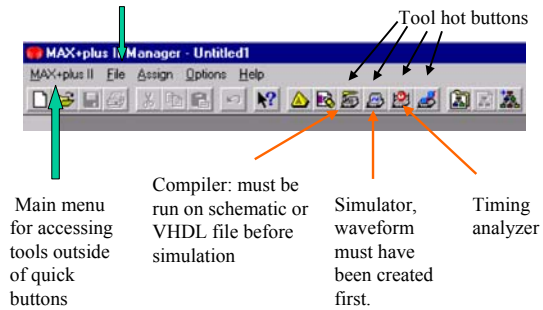 Tool hot buttons
MAX+plus II Manager - Untitled1
MAX+plus II File Assign Options Help
Main menu
for accessing
tools outside
of quick
buttons
Compiler: must be
run on schematic or
VHDL file before
simulation
Simulator,
waveform
must have
been created
first.
Timing
analyzer